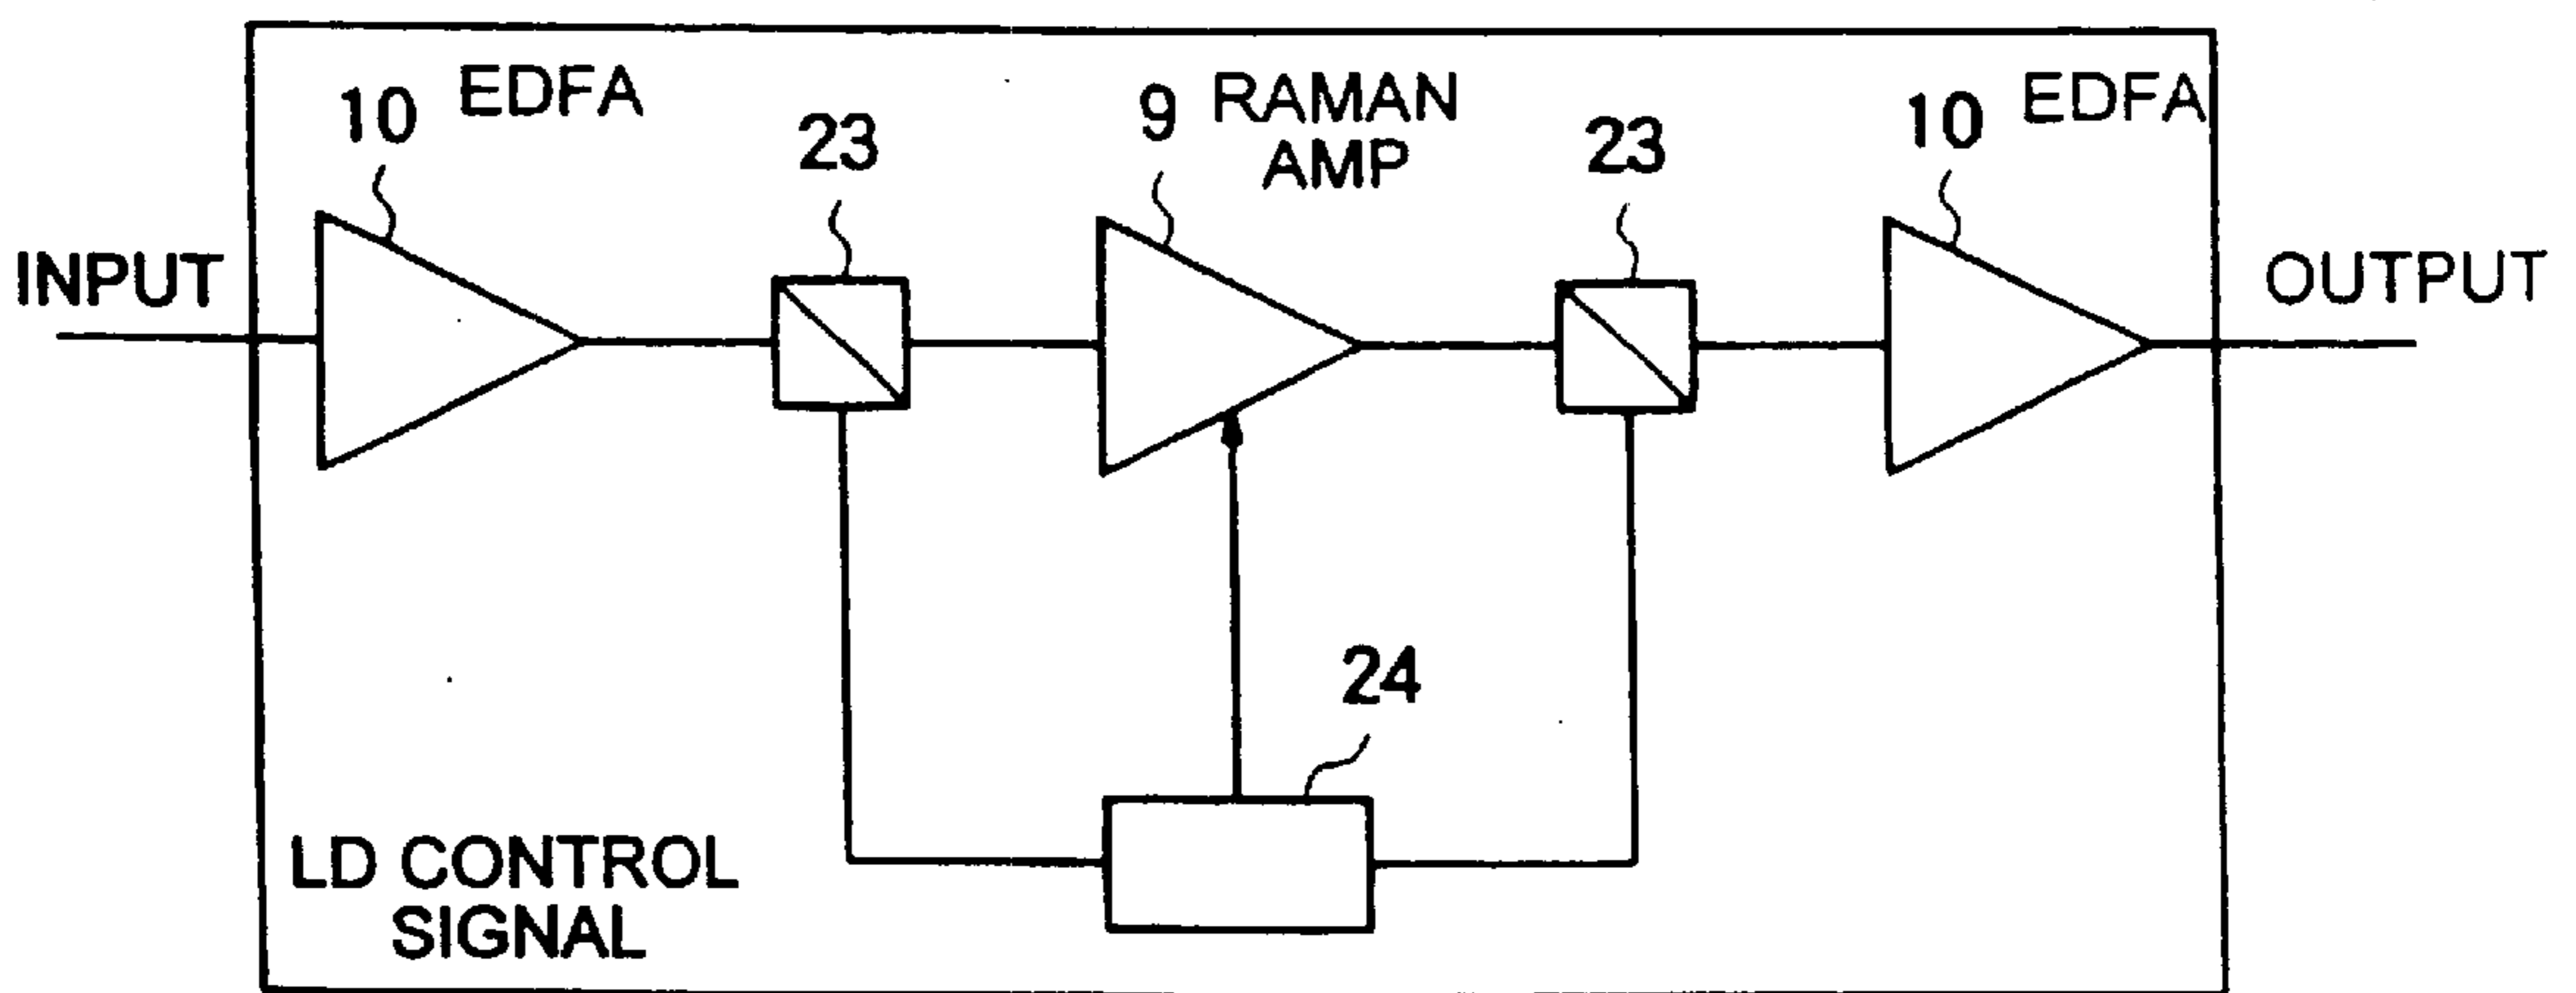 10 EDFA
23
9 RAMAN
AMP
23
10 EDFA
INPUT
OUTPUT
24
LD CONTROL
SIGNAL